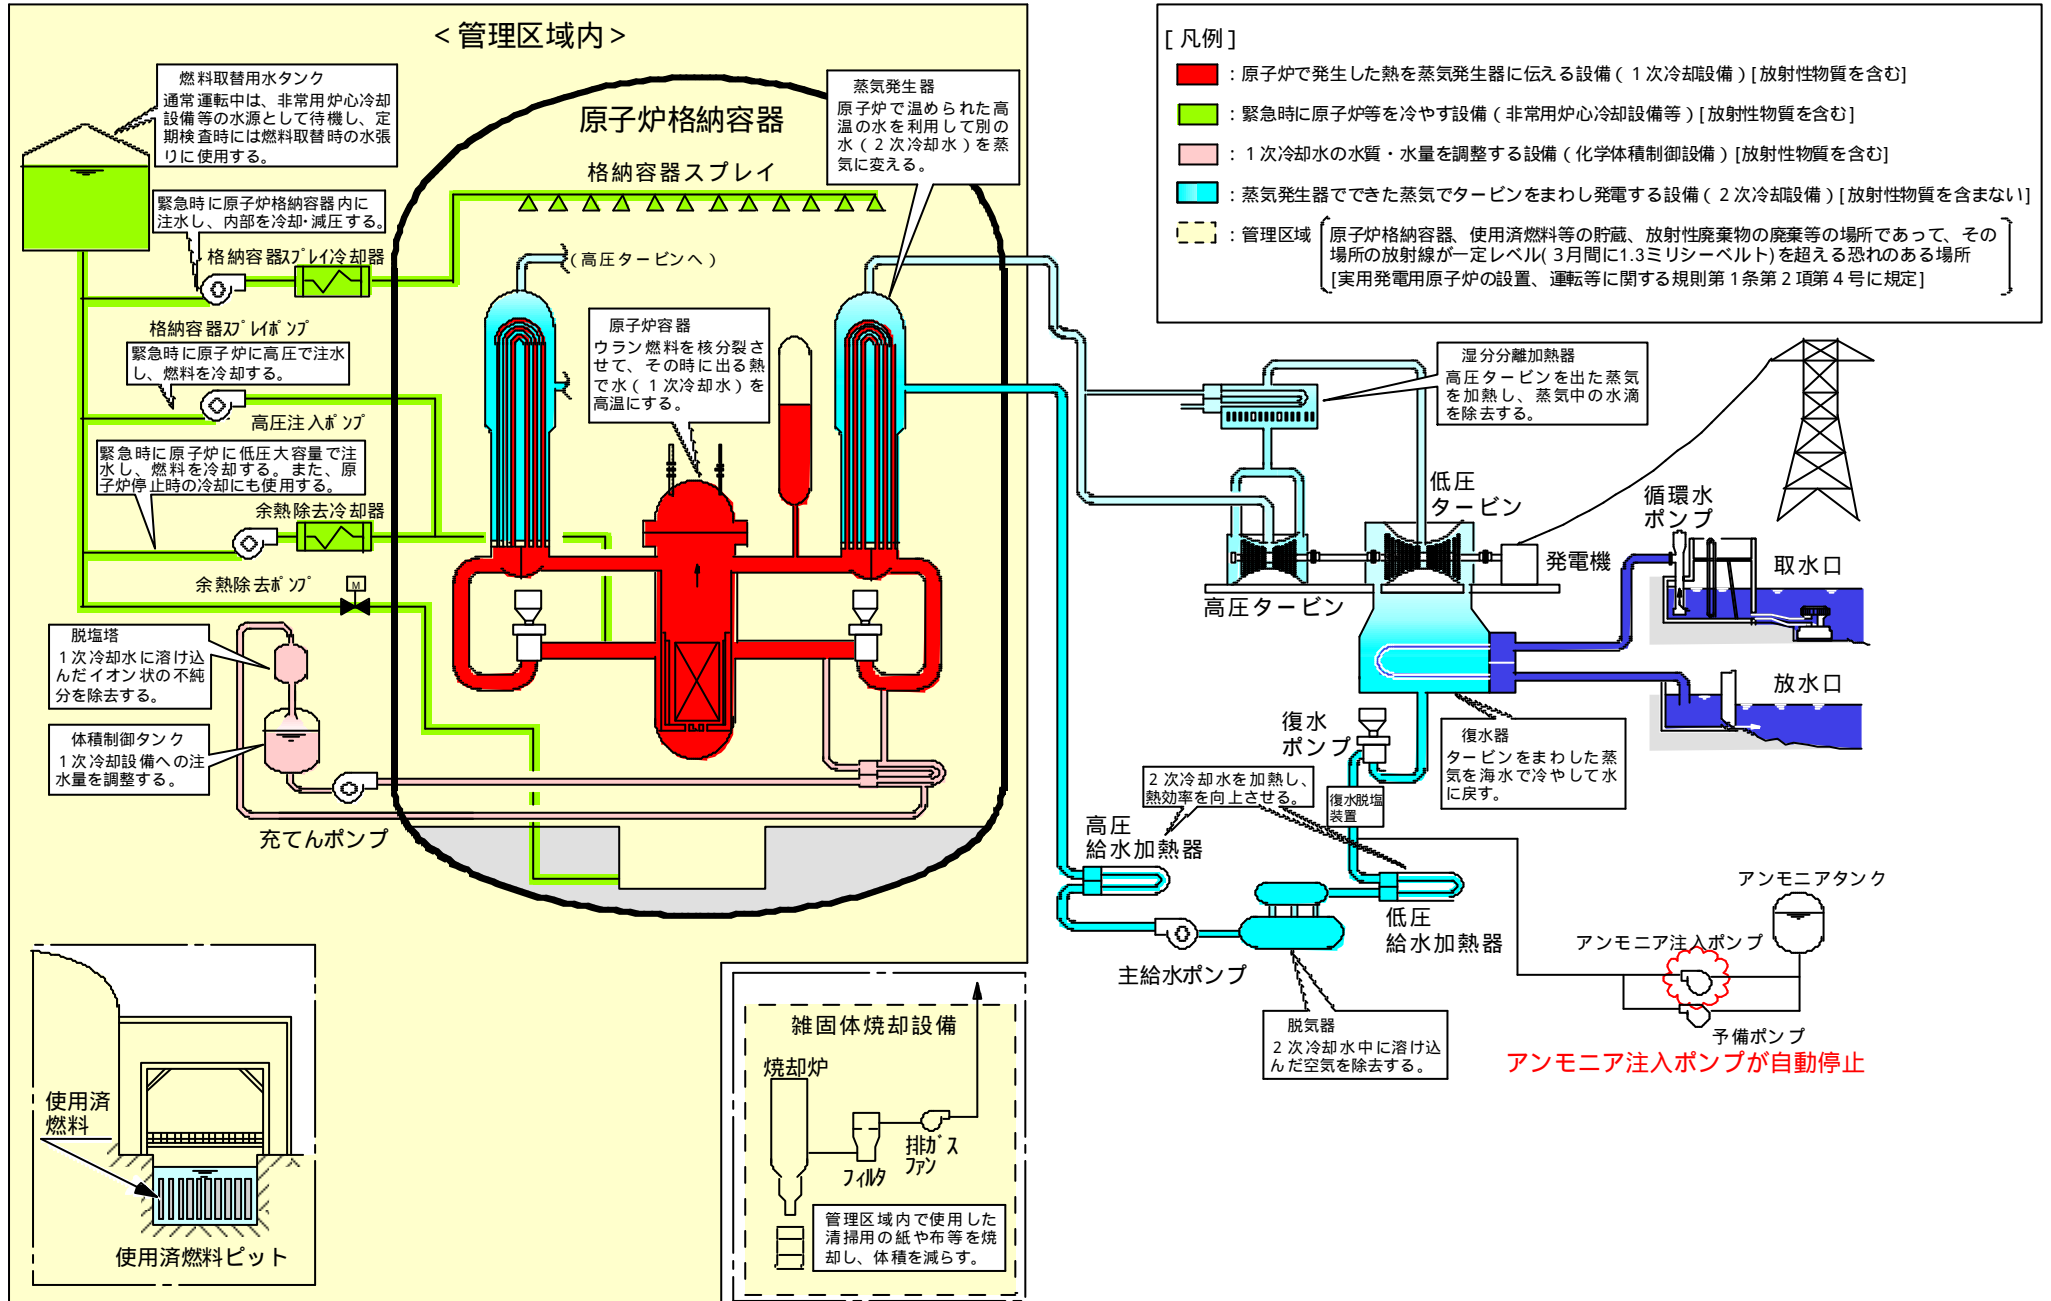 ＜管理区域内＞
燃料取替用水タンク
通常運転中は、非常用炉心冷却
設備等の水源として待機し、定
期検査時には燃料取替時の水張
りに使用する。
緊急時に原子炉格納容器内に
注水し、内部を冷却・減圧する。
格納容器ｽﾌﾟﾚｲ冷却器
格納容器ｽﾌﾟﾚｲﾎﾟﾝﾌﾟ
緊急時に原子炉に高圧で注水
し、燃料を冷却する。
高圧注入ﾎﾟﾝﾌﾟ
緊急時に原子炉に低圧大容量で注
水し、燃料を冷却する。また、原
子炉停止時の冷却にも使用する。
余熱除去冷却器
余熱除去ﾎﾟﾝﾌﾟ
M
脱塩塔
１次冷却水に溶け込
んだイオン状の不純
分を除去する。
体積制御タンク
１次冷却設備への注
水量を調整する。
充てんポンプ
原子炉格納容器
格納容器スプレイ
蒸気発生器
原子炉で温められた高
温の水を利用して別の
水（２次冷却水）を蒸
気に変える。
（高圧タービンへ）
原子炉容器
ウラン燃料を核分裂さ
せて、その時に出る熱
で水（１次冷却水）を
高温にする。
[凡例]
：原子炉で発生した熱を蒸気発生器に伝える設備（１次冷却設備）[放射性物質を含む]
：緊急時に原子炉等を冷やす設備（非常用炉心冷却設備等）[放射性物質を含む]
：１次冷却水の水質・水量を調整する設備（化学体積制御設備）[放射性物質を含む]
：蒸気発生器でできた蒸気でタービンをまわし発電する設備（２次冷却設備）[放射性物質を含まない]
：管理区域
原子炉格納容器、使用済燃料等の貯蔵、放射性廃棄物の廃棄等の場所であって、その
場所の放射線が一定レベル(３月間に1.3ミリシーベルト)を超える恐れのある場所
[実用発電用原子炉の設置、運転等に関する規則第１条第２項第４号に規定]
湿分分離加熱器
高圧タービンを出た蒸気
を加熱し、蒸気中の水滴
を除去する。
低圧
タービン
高圧タービン
発電機
循環水
ポンプ
取水口
放水口
復水
ポンプ
復水器
タービンをまわした蒸
気を海水で冷やして水
に戻す。
２次冷却水を加熱し、
熱効率を向上させる。
復水脱塩
装置
高圧
給水加熱器
低圧
給水加熱器
主給水ポンプ
脱気器
２次冷却水中に溶け込
んだ空気を除去する。
アンモニアタンク
アンモニア注入ポンプ
予備ポンプ
アンモニア注入ポンプが自動停止
使用済
燃料
使用済燃料ピット
雑固体焼却設備
焼却炉
ﾌｨﾙﾀ
排ｶﾞｽ
ﾌｧﾝ
管理区域内で使用した
清掃用の紙や布等を焼
却し、体積を減らす。